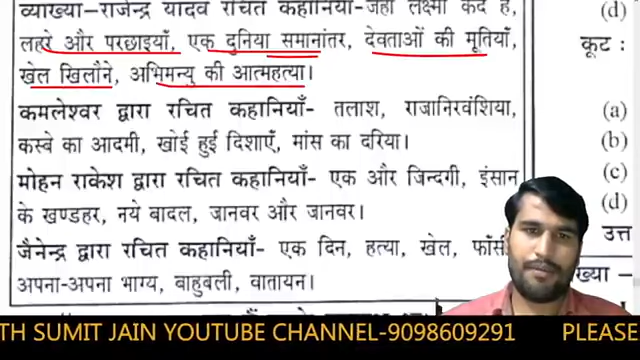 व्याख्या–राजेन्द्र यादव रचित कहानियाँ-जहाँ लक्ष्मी कैद है,
लहरे और परछाइयाँ, एक दुनिया समानांतर, देवताओं की मूर्तियाँ,
खेल खिलौने, अभिमन्यु की आत्महत्या।
कमलेश्वर द्वारा रचित कहानियाँ- तलाश, राजानिरवंशिया,
कस्बे का आदमी, खोई हुई दिशाएँ, मांस का दरिया।
मोहन राकेश द्वारा रचित कहानियाँ- एक और जिन्दगी, इंसान
के खण्डहर, नये बादल, जानवर और जानवर।
जैनेन्द्र द्वारा रचित कहानियाँ- एक दिन, हत्या, खेल, फाँसी
अपना-अपना भाग्य, बाहुबली, वातायन।
(d)
कूट :
(a)
(b)
(c)
(d)
उत्त
ख्या –
TH SUMIT JAIN YOUTUBE CHANNEL-9098609291 PLEASE